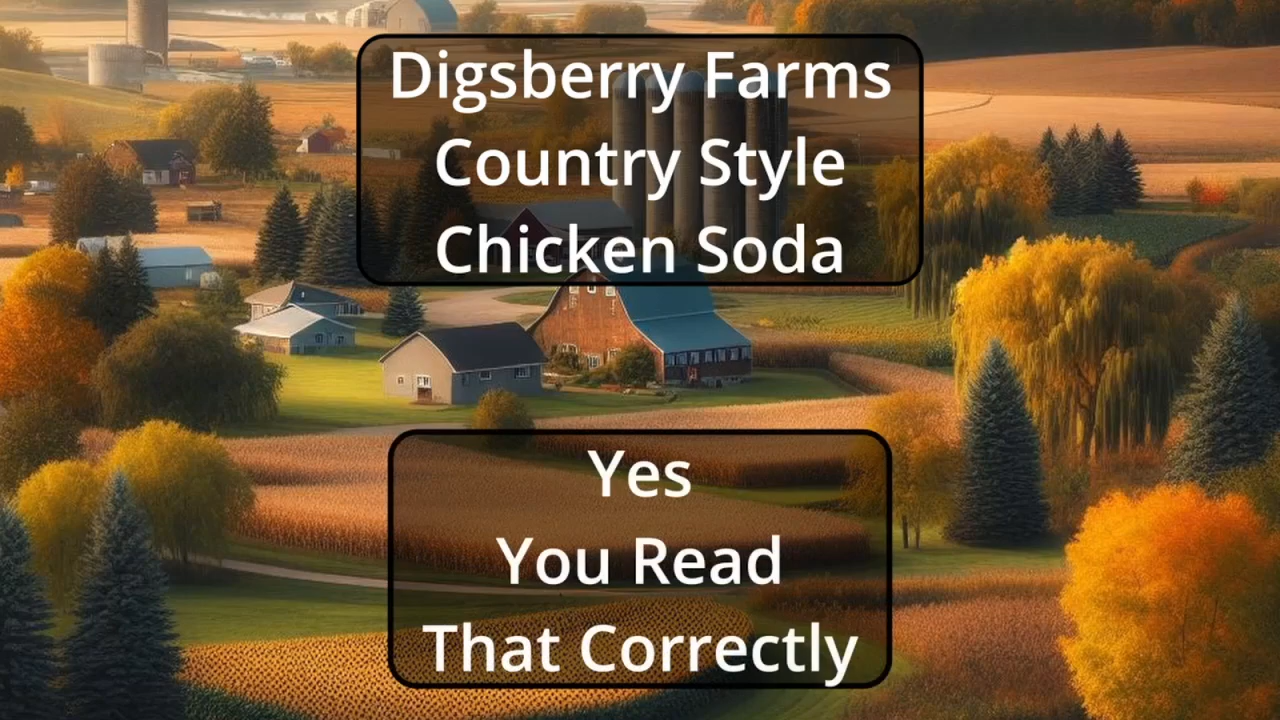 Digsberry Farms
Country Style
Chicken Soda
Yes
You Read
That Correctly